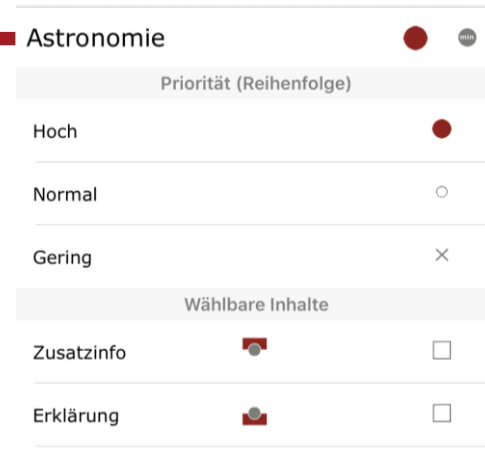 Astronomie min
Priorität (Reihenfolge)
Hoch
Normal
Gering
Wählbare Inhalte
Zusatzinfo
Erklärung